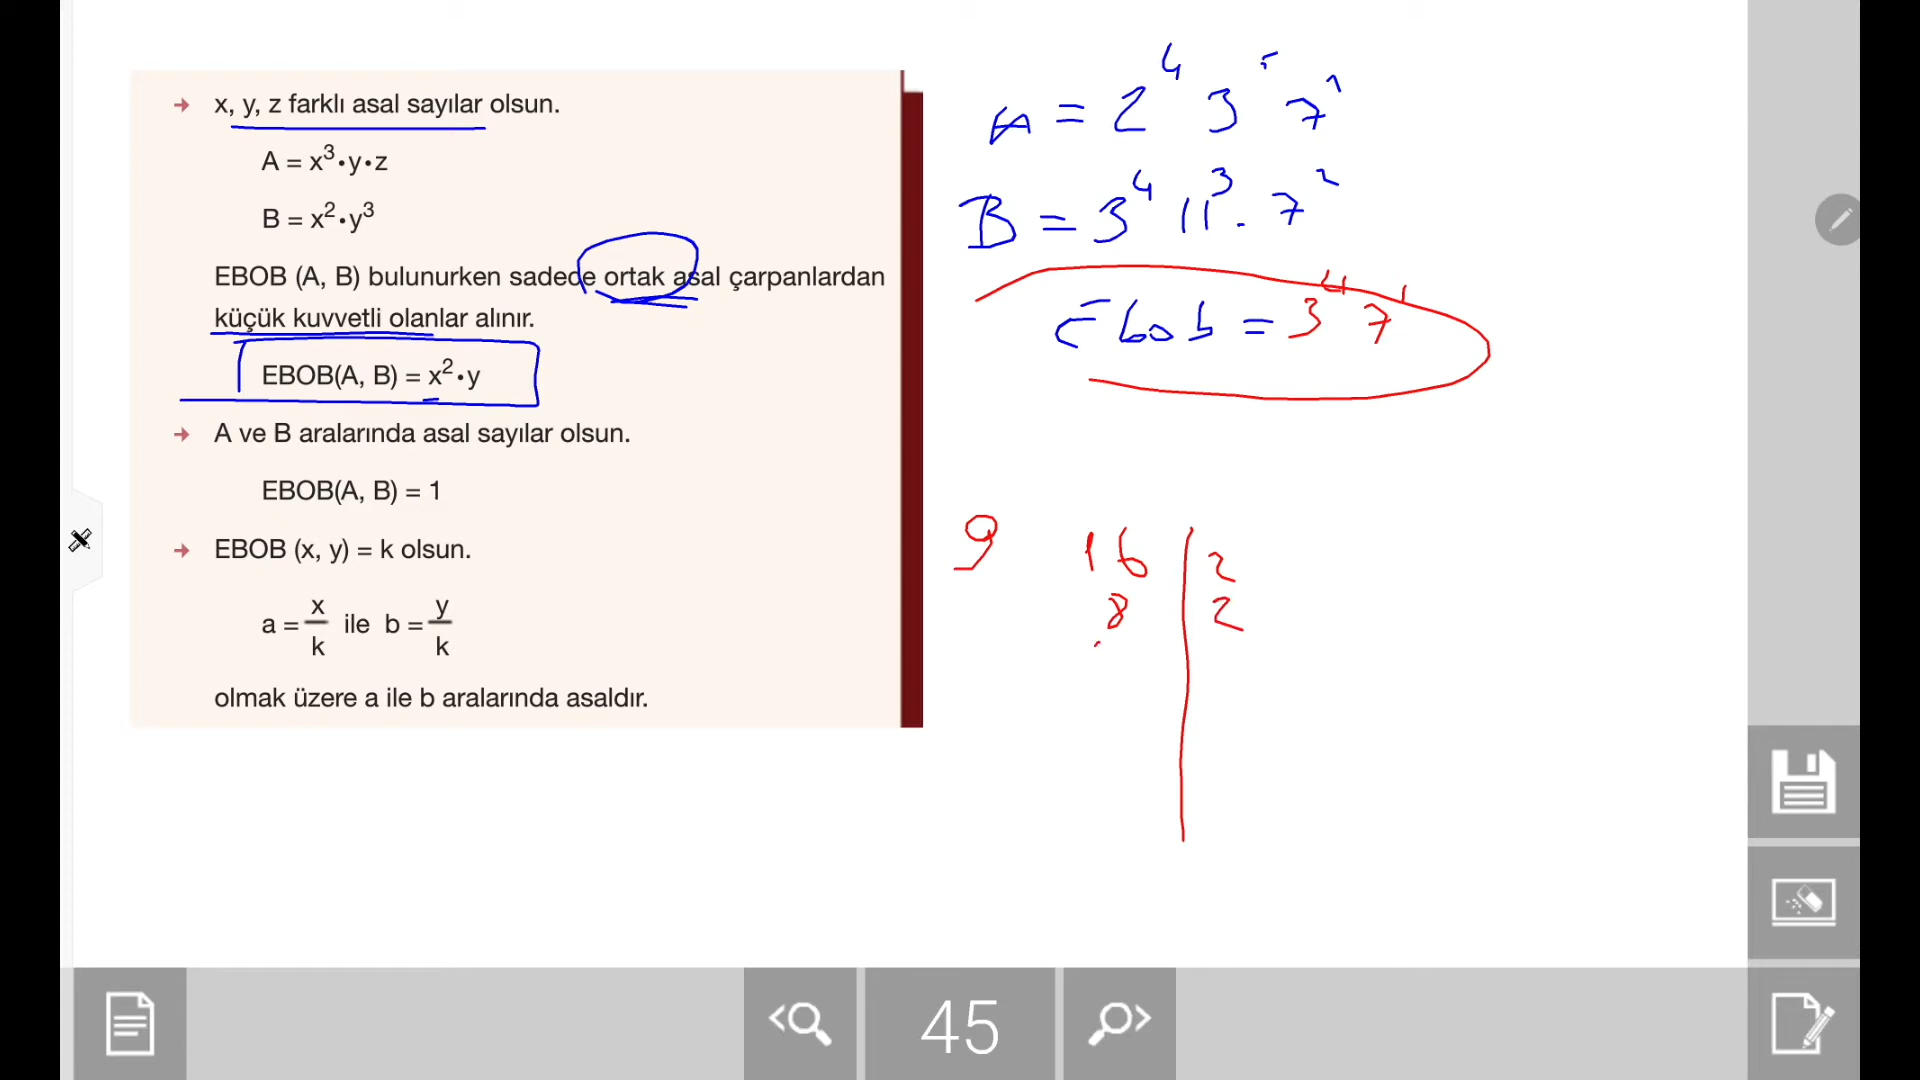 → x, y, z farklı asal sayılar olsun.
A = x³·y·z
B = x²·y³
EBOB (A, B) bulunurken sadece ortak asal çarpanlardan
küçük kuvvetli olanlar alınır.
EBOB(A, B) = x²·y
→ A ve B aralarında asal sayılar olsun.
EBOB(A, B) = 1
→ EBOB (x, y) = k olsun.
a = x/k ile b = y/k
olmak üzere a ile b aralarında asaldır.
A = 2⁴ 3 7¹
B = 3⁴ 11³ · 7²
Ebob = 3⁴ 7¹
9 16 | 2
8 | 2
45